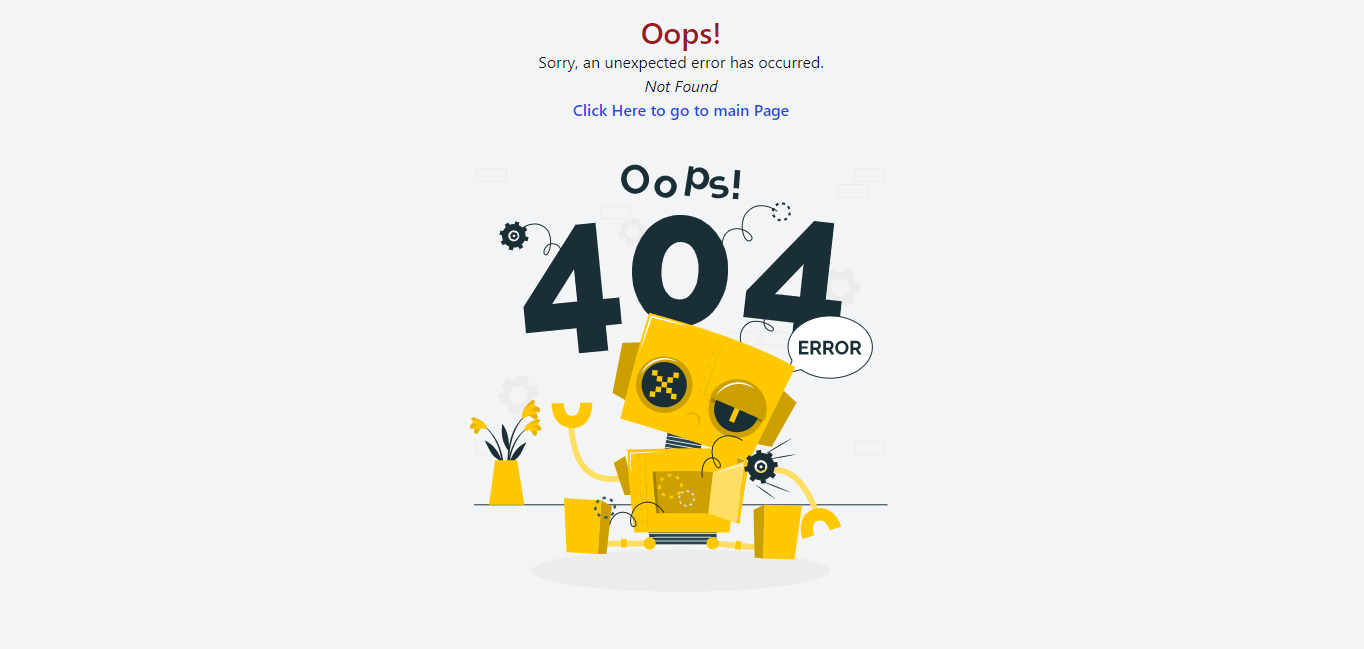 Oops!
Sorry, an unexpected error has occurred.
Not Found
Click Here to go to main Page
Oops!
404
ERROR